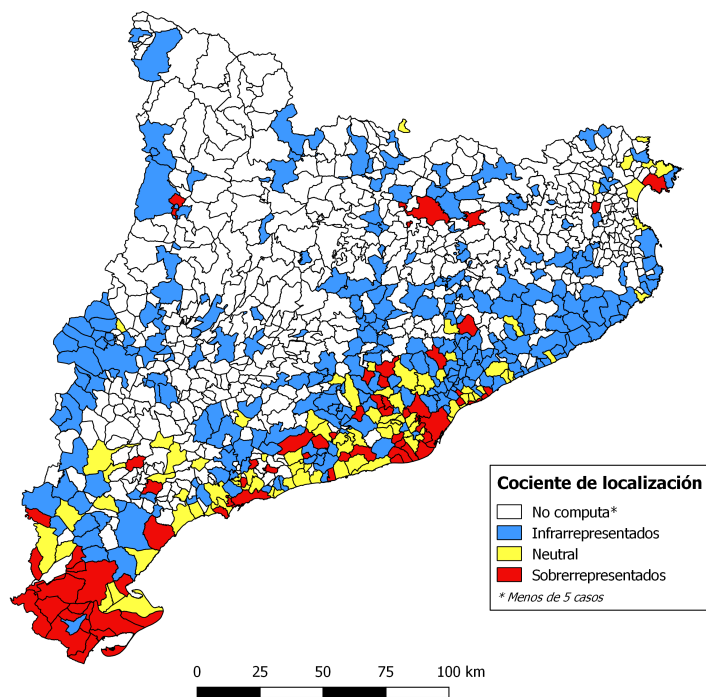 Cociente de localización
No computa*
Infrarrepresentados
Neutral
Sobrerrepresentados
* Menos de 5 casos
0 25 50 75 100 km